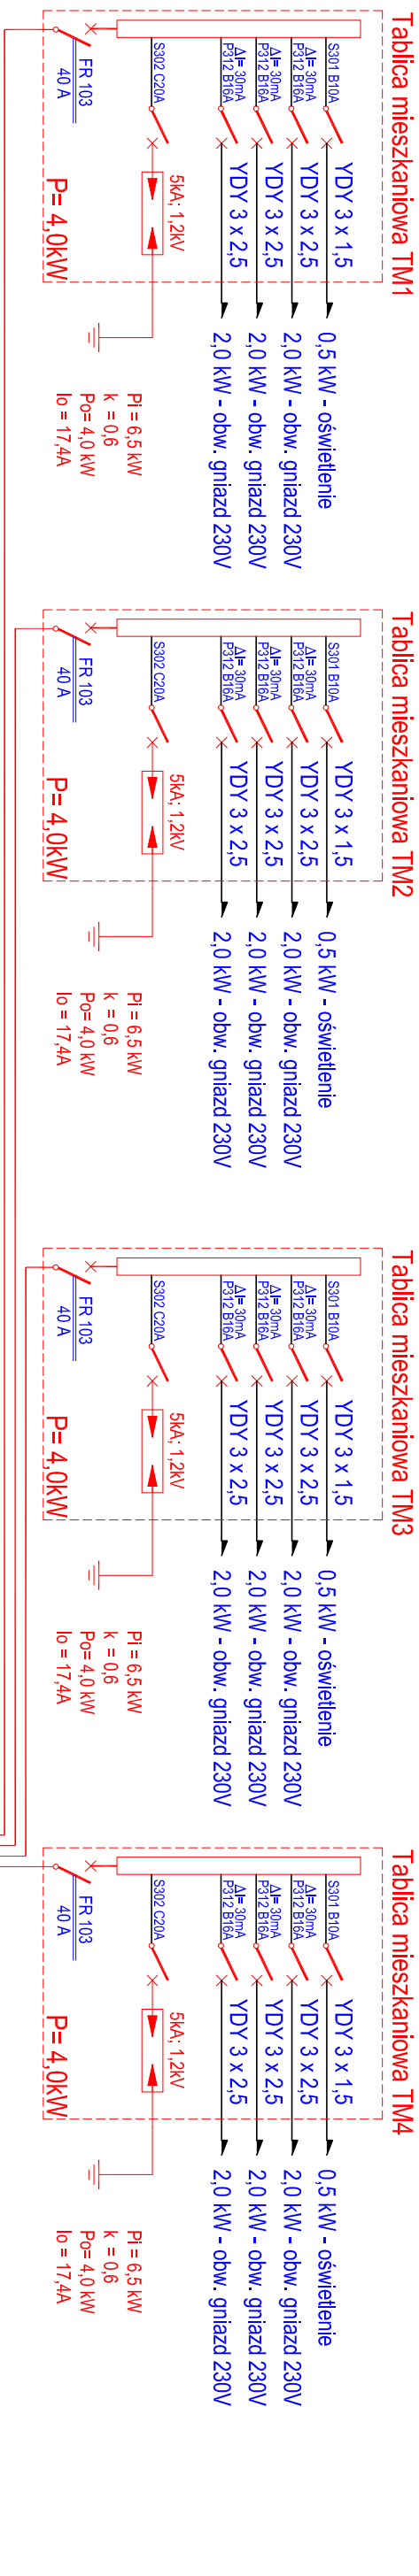 Tablica mieszkaniowa TM1
S301 B10A
YDY 3 x 1,5
0,5 kW - oświetlenie
ΔI= 30mA
P312 B16A
YDY 3 x 2,5
2,0 kW - obw. gniazd 230V
ΔI= 30mA
P312 B16A
YDY 3 x 2,5
2,0 kW - obw. gniazd 230V
ΔI= 30mA
P312 B16A
YDY 3 x 2,5
2,0 kW - obw. gniazd 230V
S302 C20A
5kA; 1,2kV
FR 103
40 A
P= 4,0kW
Pi = 6,5 kW
k = 0,6
Po= 4,0 kW
Io = 17,4A
Tablica mieszkaniowa TM2
S301 B10A
YDY 3 x 1,5
0,5 kW - oświetlenie
ΔI= 30mA
P312 B16A
YDY 3 x 2,5
2,0 kW - obw. gniazd 230V
ΔI= 30mA
P312 B16A
YDY 3 x 2,5
2,0 kW - obw. gniazd 230V
ΔI= 30mA
P312 B16A
YDY 3 x 2,5
2,0 kW - obw. gniazd 230V
S302 C20A
5kA; 1,2kV
FR 103
40 A
P= 4,0kW
Pi = 6,5 kW
k = 0,6
Po= 4,0 kW
Io = 17,4A
Tablica mieszkaniowa TM3
S301 B10A
YDY 3 x 1,5
0,5 kW - oświetlenie
ΔI= 30mA
P312 B16A
YDY 3 x 2,5
2,0 kW - obw. gniazd 230V
ΔI= 30mA
P312 B16A
YDY 3 x 2,5
2,0 kW - obw. gniazd 230V
ΔI= 30mA
P312 B16A
YDY 3 x 2,5
2,0 kW - obw. gniazd 230V
S302 C20A
5kA; 1,2kV
FR 103
40 A
P= 4,0kW
Pi = 6,5 kW
k = 0,6
Po= 4,0 kW
Io = 17,4A
Tablica mieszkaniowa TM4
S301 B10A
YDY 3 x 1,5
0,5 kW - oświetlenie
ΔI= 30mA
P312 B16A
YDY 3 x 2,5
2,0 kW - obw. gniazd 230V
ΔI= 30mA
P312 B16A
YDY 3 x 2,5
2,0 kW - obw. gniazd 230V
ΔI= 30mA
P312 B16A
YDY 3 x 2,5
2,0 kW - obw. gniazd 230V
S302 C20A
5kA; 1,2kV
FR 103
40 A
P= 4,0kW
Pi = 6,5 kW
k = 0,6
Po= 4,0 kW
Io = 17,4A